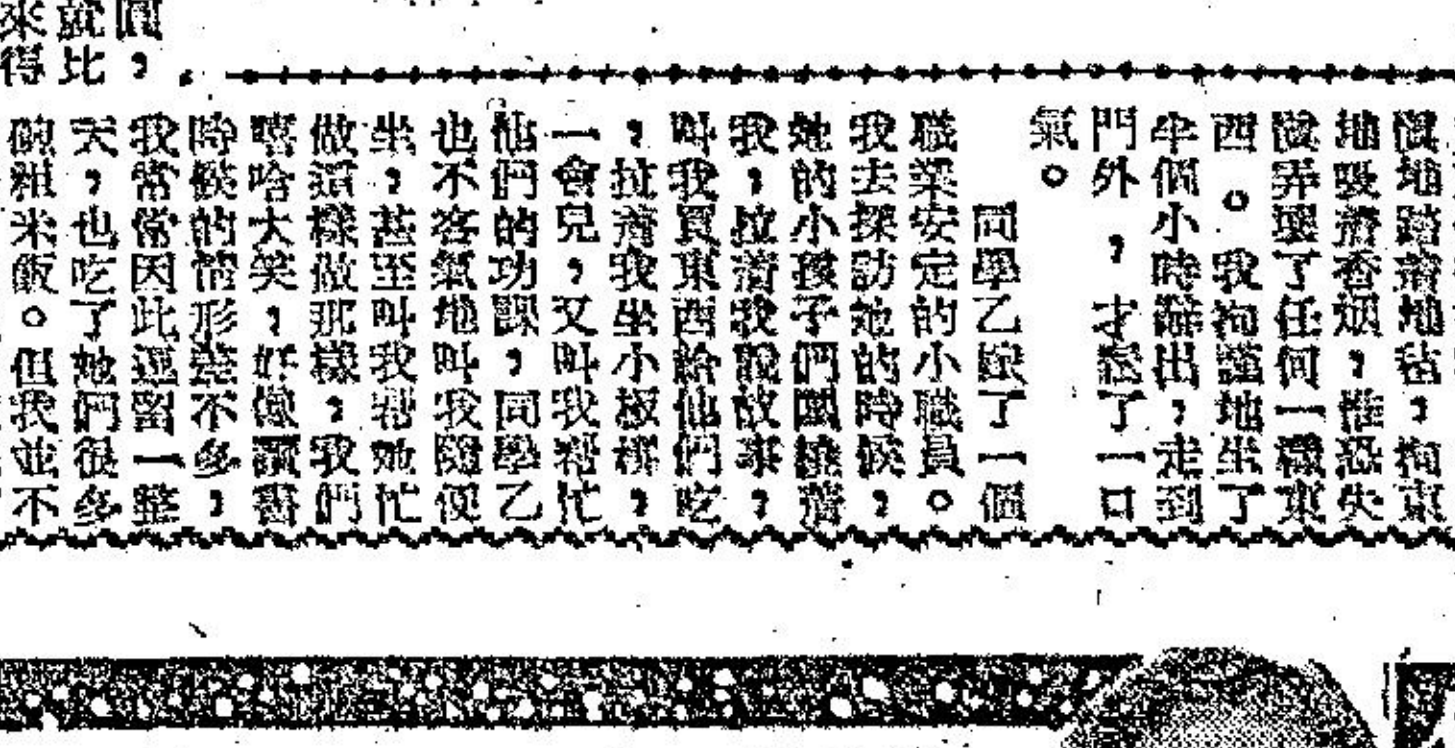 慢地踏着地毡，拘束
地吸着香烟，惟恐失
慎弄壞了任何一樣東
西。我拘謹地坐了
半個小時辭出，走到
門外，才鬆了一口
氣。
同學乙嫁了一個
職業安定的小職員。
我去探訪她的時候，
她的小孩子們圍繞着
我，拉着我說故事，
叫我買東西給他們吃
，拉着我坐小板櫈，
一會兒，又叫我幫忙
他們的功課，同學乙
也不客氣地叫我隨便
坐，甚至叫我幫她忙
做這樣做那樣，我們
嘻哈大笑，好像讀書
時候的情形差不多，
我常常因此逗留一整
天，也吃了她們很多
碗粗米飯。但我並不
圓，
就比
來得